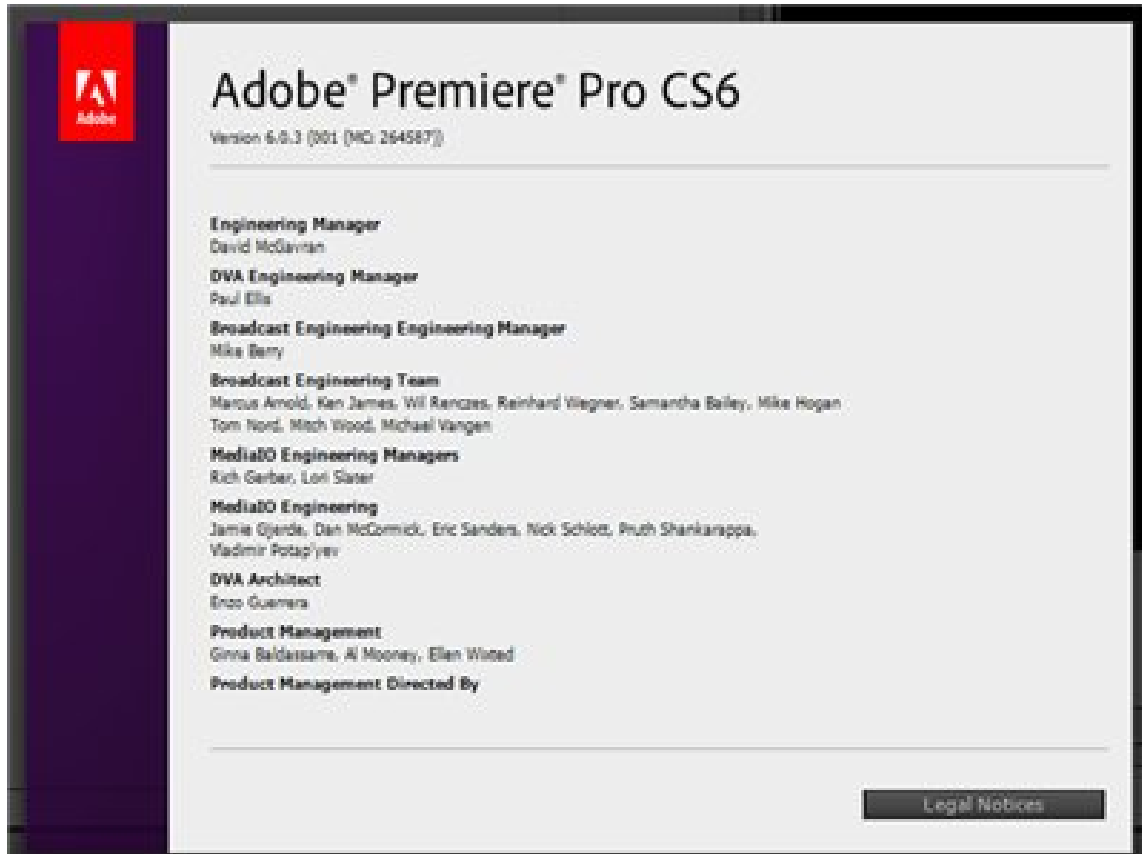 Adobe
Adobe® Premiere® Pro CS6
Version 6.0.3 (001 (MC: 264587))
Engineering Manager
David McGavran
DVA Engineering Manager
Paul Ellis
Broadcast Engineering Engineering Manager
Mike Berry
Broadcast Engineering Team
Marcus Arnold, Ken James, Wil Renczes, Reinhard Wegner, Samantha Bailey, Mike Hogan
Tom Nord, Mitch Wood, Michael Vangen
MediaIO Engineering Managers
Rich Gerber, Lori Slater
MediaIO Engineering
Jamie Gjerde, Dan McCormick, Eric Sanders, Nick Schlott, Pruth Shankarappa,
Vladimir Potap'yev
DVA Architect
Enzo Guerrera
Product Management
Ginna Baldassarre, Al Mooney, Ellen Wixted
Product Management Directed By
Legal Notices